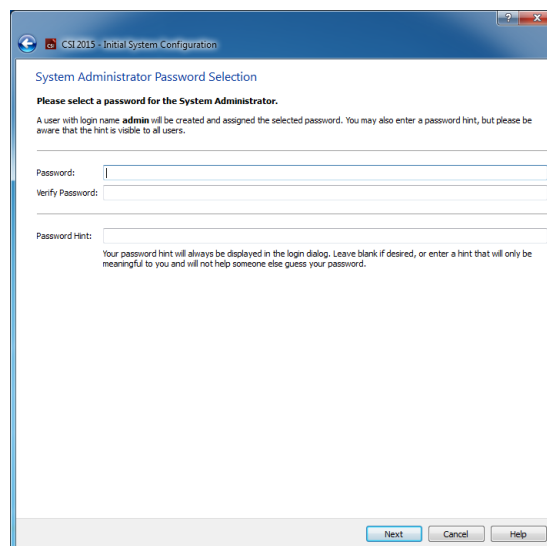 CSI 2015 - Initial System Configuration
System Administrator Password Selection
Please select a password for the System Administrator.
A user with login name admin will be created and assigned the selected password. You may also enter a password hint, but please be
aware that the hint is visible to all users.
Password:
Verify Password:
Password Hint:
Your password hint will always be displayed in the login dialog. Leave blank if desired, or enter a hint that will only be
meaningful to you and will not help someone else guess your password.
Next Cancel Help